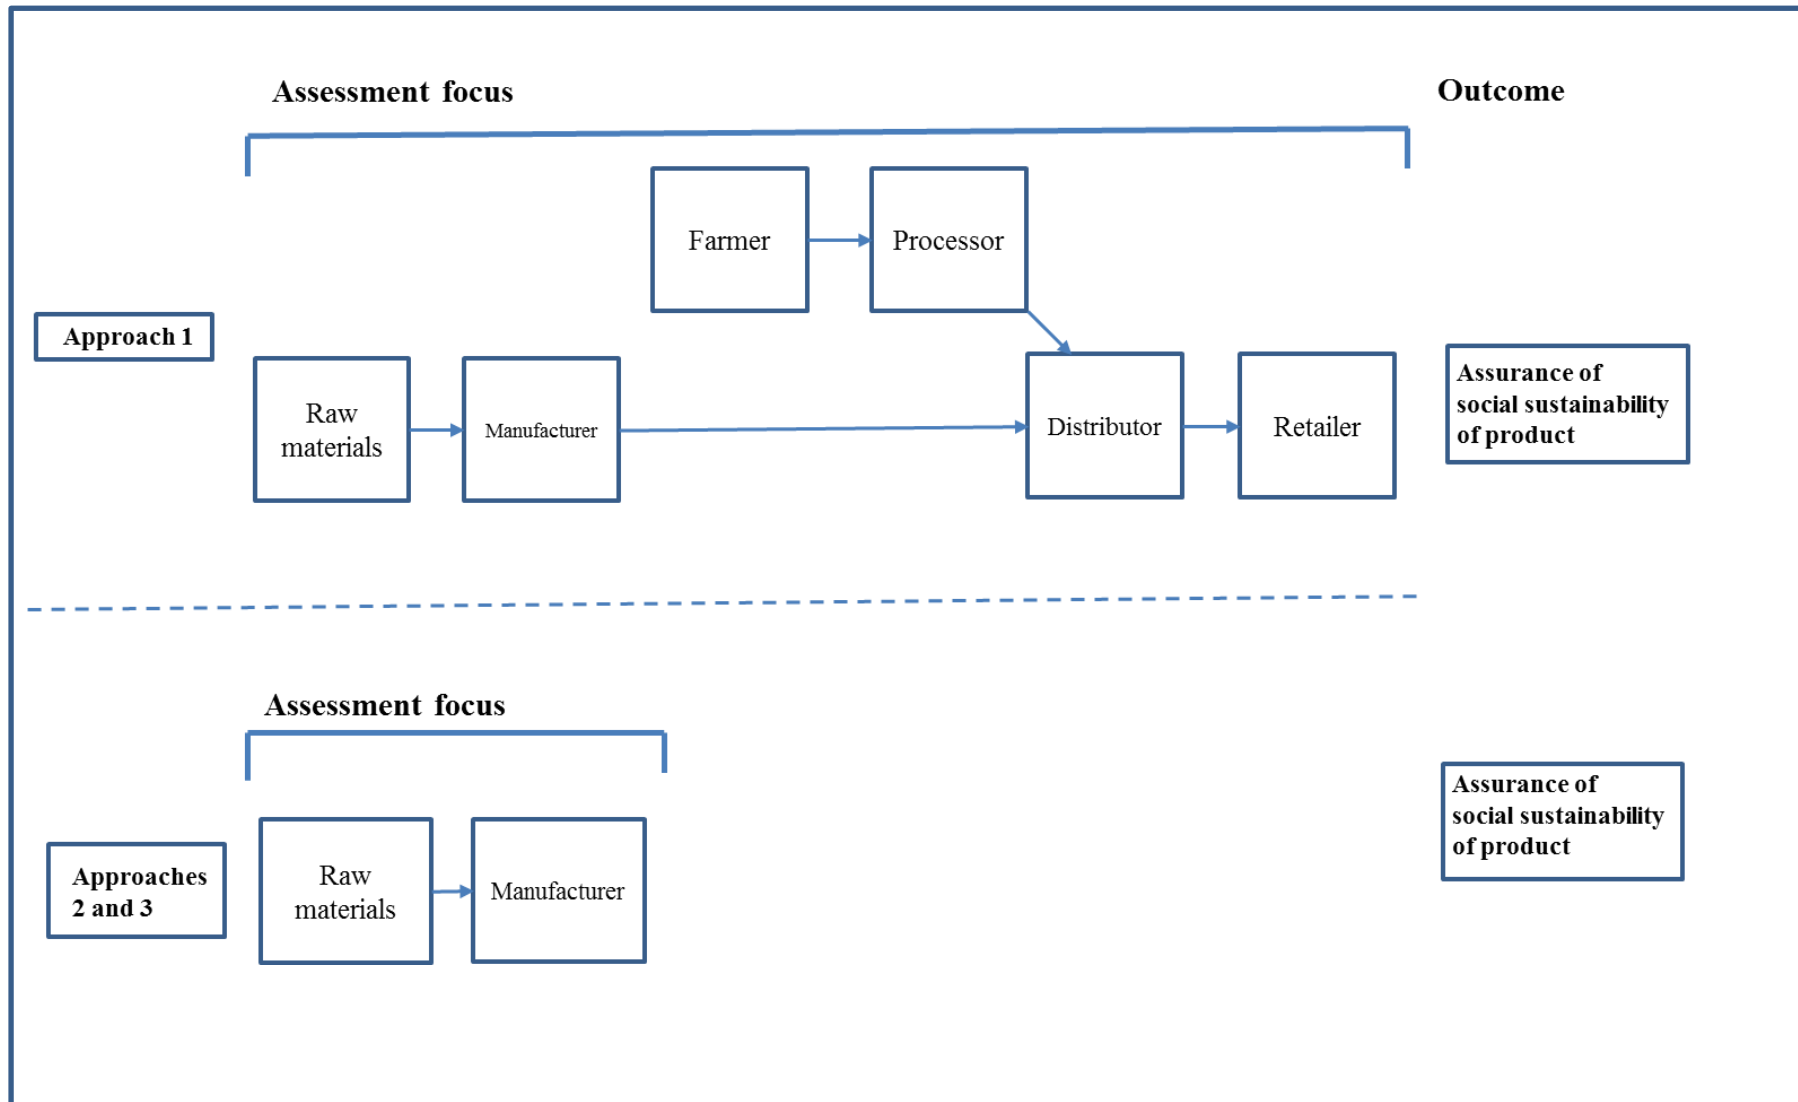 Assessment focus
Outcome
Farmer
Processor
Approach 1
Raw
materials
Manufacturer
Distributor
Retailer
Assurance of
social sustainability
of product
Assessment focus
Approaches
2 and 3
Raw
materials
Manufacturer
Assurance of
social sustainability
of product